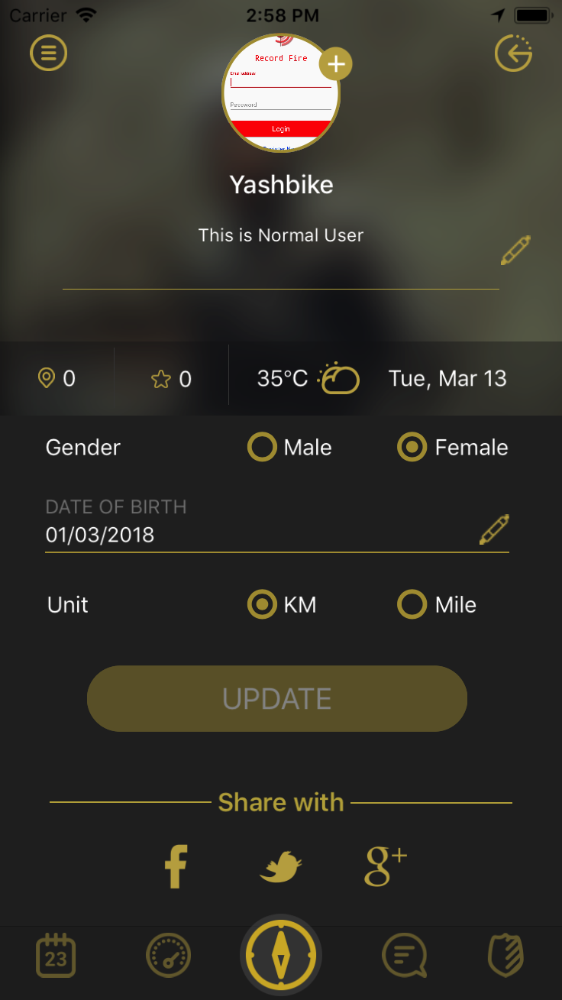 Carrier 2:58 PM
Record Fire
Email address
Password
Login
Yashbike
This is Normal User
0 0 35°C Tue, Mar 13
Gender Male Female
DATE OF BIRTH
01/03/2018
Unit KM Mile
UPDATE
Share with
f g+
23